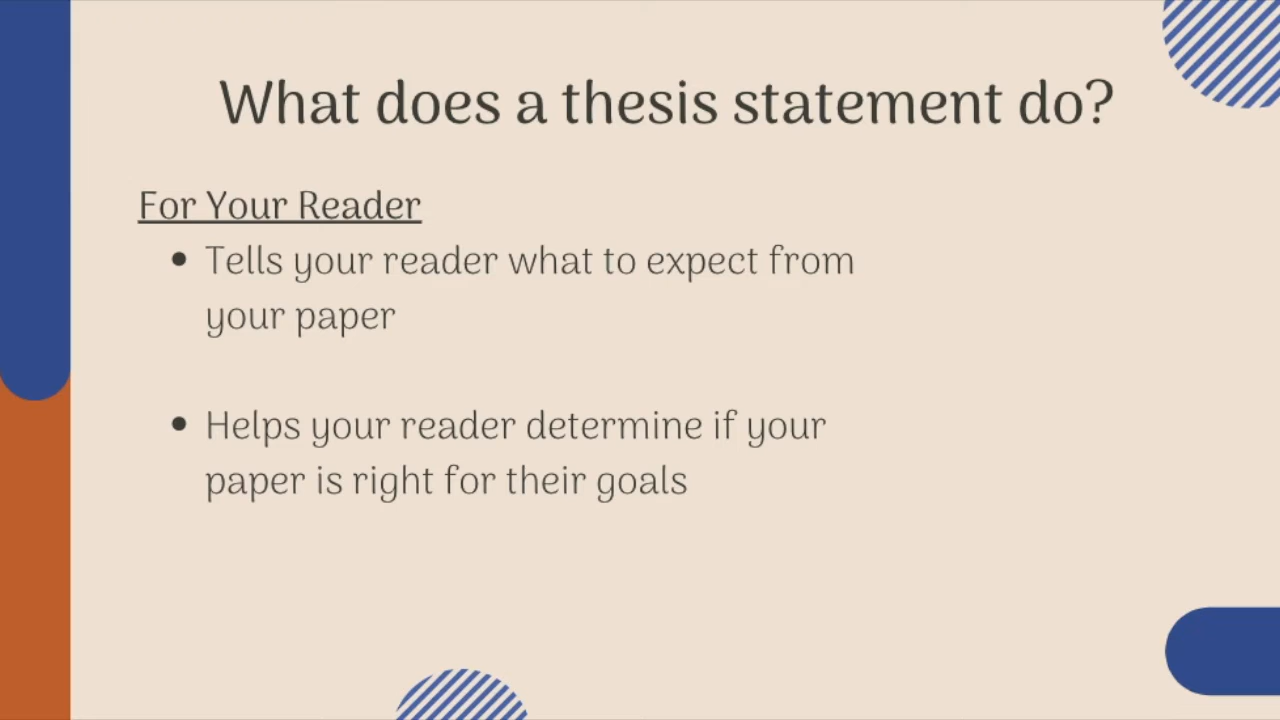 What does a thesis statement do?
For Your Reader
• Tells your reader what to expect from
your paper
• Helps your reader determine if your
paper is right for their goals